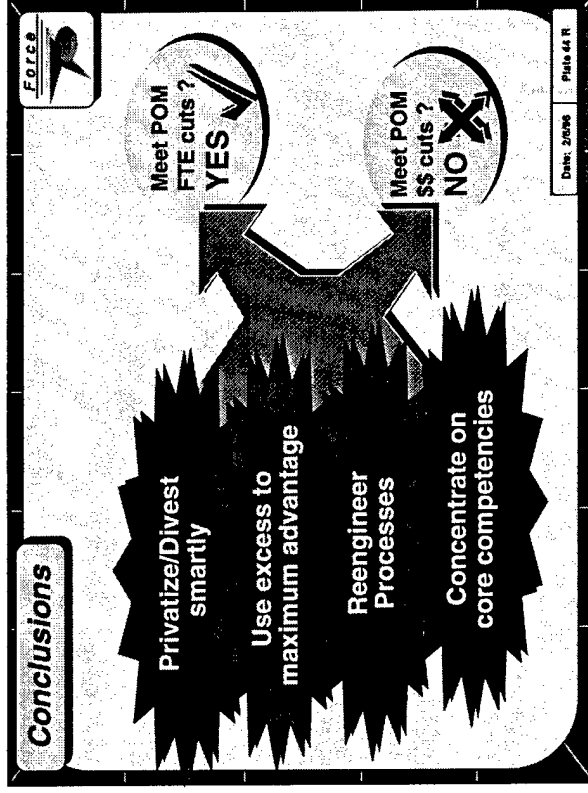 Conclusions
Force
Privatize/Divest
smartly
Use excess to
maximum advantage
Reengineer
Processes
Concentrate on
core competencies
Meet POM
FTE cuts ?
YES
Meet POM
$$ cuts ?
NO
Date: 2/6/96
Plate 44 R